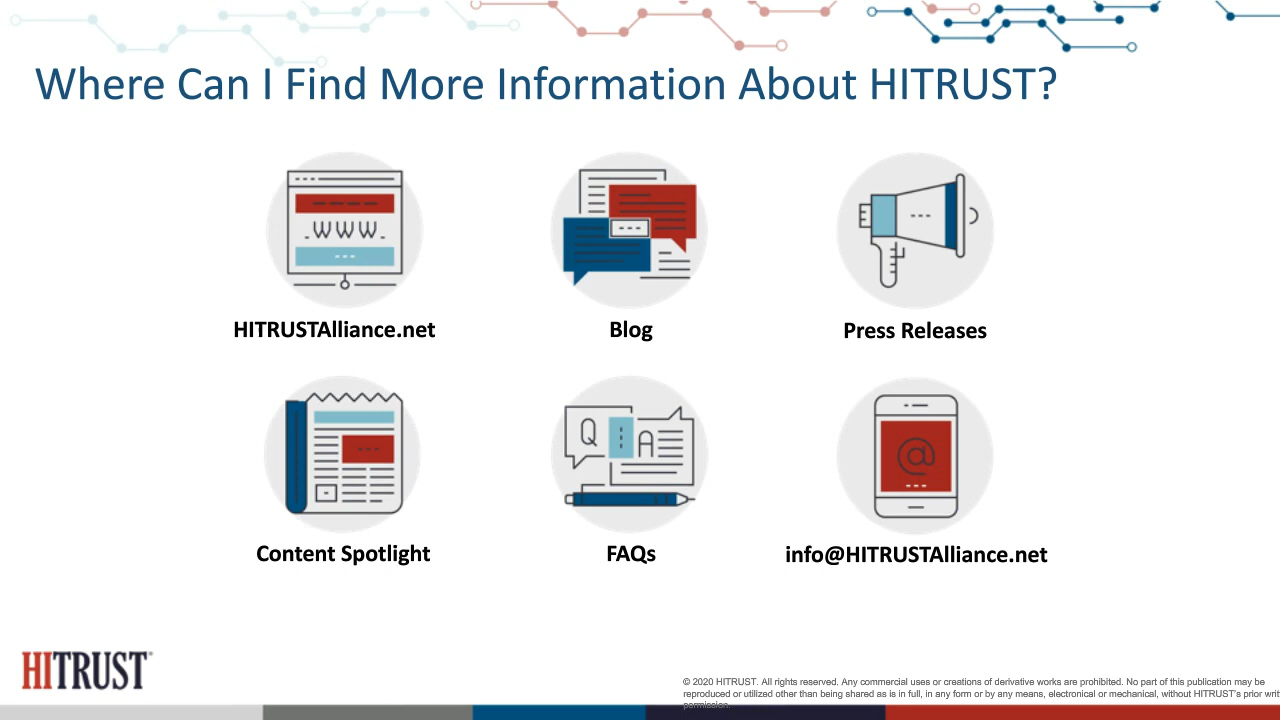 Where Can I Find More Information About HITRUST?
WWW
HITRUSTAlliance.net
Blog
Press Releases
Q
A
@
Content Spotlight
FAQs
info@HITRUSTAlliance.net
HITRUST
© 2020 HITRUST. All rights reserved. Any commercial uses or creations of derivative works are prohibited. No part of this publication may be
reproduced or utilized other than being shared as is in full, in any form or by any means, electronical or mechanical, without HITRUST's prior writ
permission.